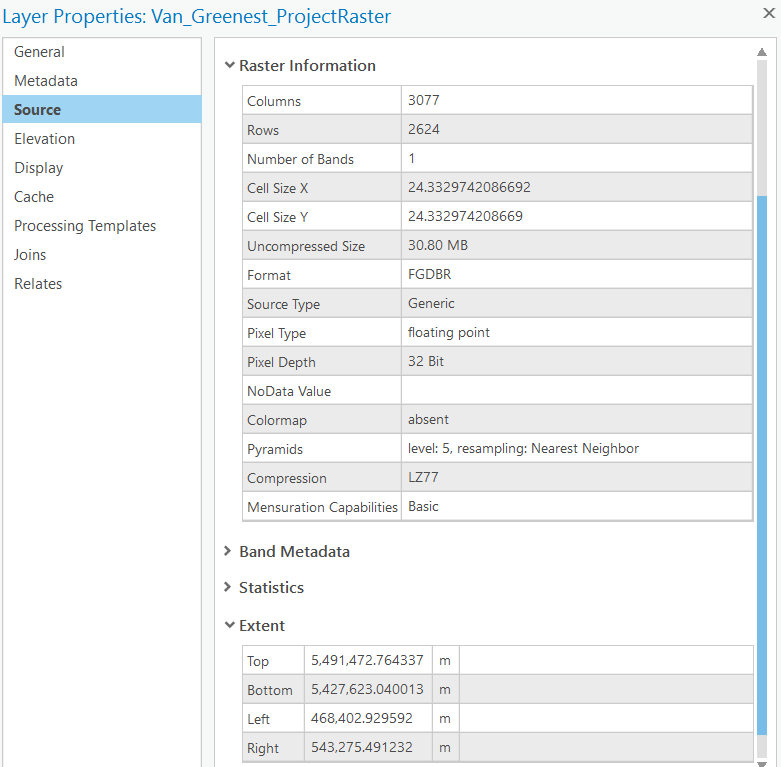 Layer Properties: Van_Greenest_ProjectRaster
General
Metadata
Source
Elevation
Display
Cache
Processing Templates
Joins
Relates
Raster Information
Columns 3077
Rows 2624
Number of Bands 1
Cell Size X 24.3329742086692
Cell Size Y 24.332974208669
Uncompressed Size 30.80 MB
Format FGDBR
Source Type Generic
Pixel Type floating point
Pixel Depth 32 Bit
NoData Value
Colormap absent
Pyramids level: 5, resampling: Nearest Neighbor
Compression LZ77
Mensuration Capabilities Basic
Band Metadata
Statistics
Extent
Top 5,491,472.764337 m
Bottom 5,427,623.040013 m
Left 468,402.929592 m
Right 543,275.491232 m